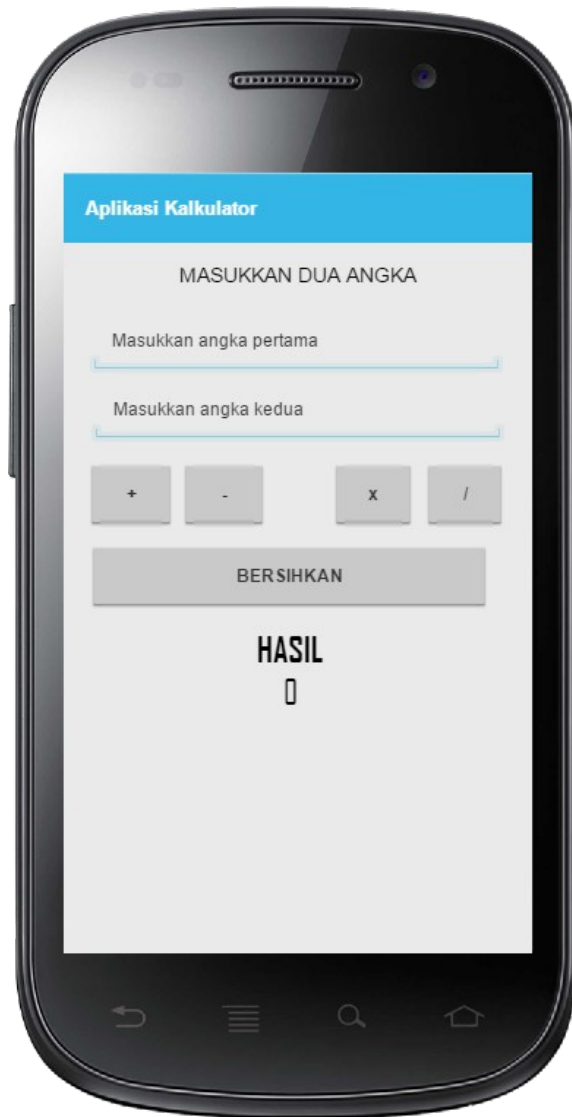 Aplikasi Kalkulator
MASUKKAN DUA ANGKA
Masukkan angka pertama
Masukkan angka kedua
+ - x /
BERSIHKAN
HASIL
0